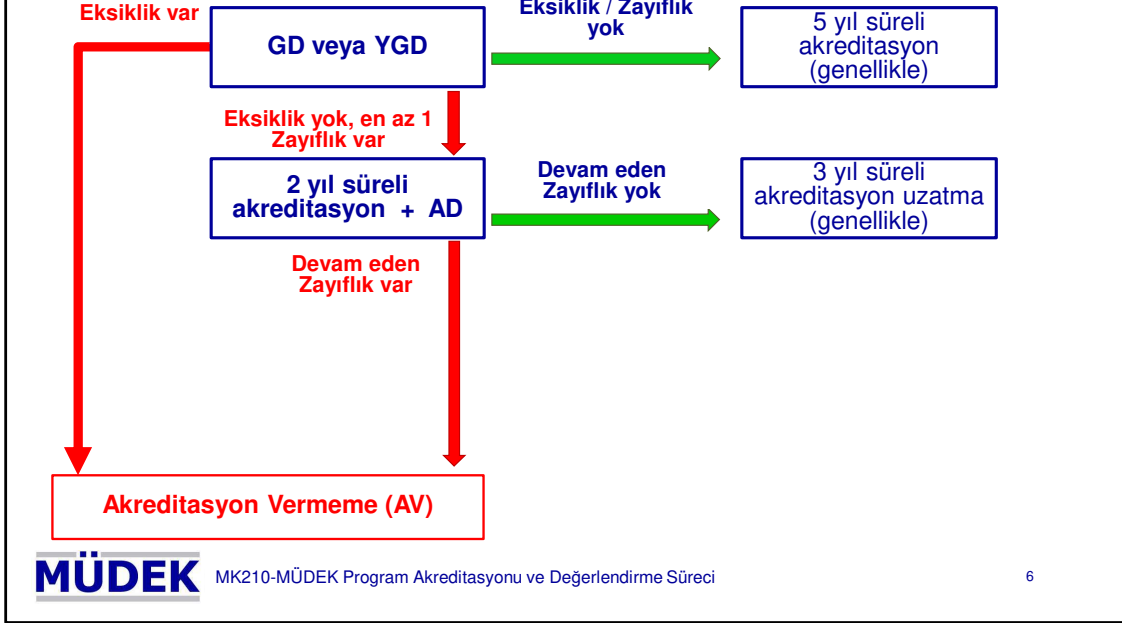 Eksiklik var
Eksiklik / Zayıflık
yok
GD veya YGD
5 yıl süreli
akreditasyon
(genellikle)
Eksiklik yok, en az 1
Zayıflık var
2 yıl süreli
akreditasyon + AD
Devam eden
Zayıflık yok
3 yıl süreli
akreditasyon uzatma
(genellikle)
Devam eden
Zayıflık var
Akreditasyon Vermeme (AV)
MÜDEK MK210-MÜDEK Program Akreditasyonu ve Değerlendirme Süreci 6